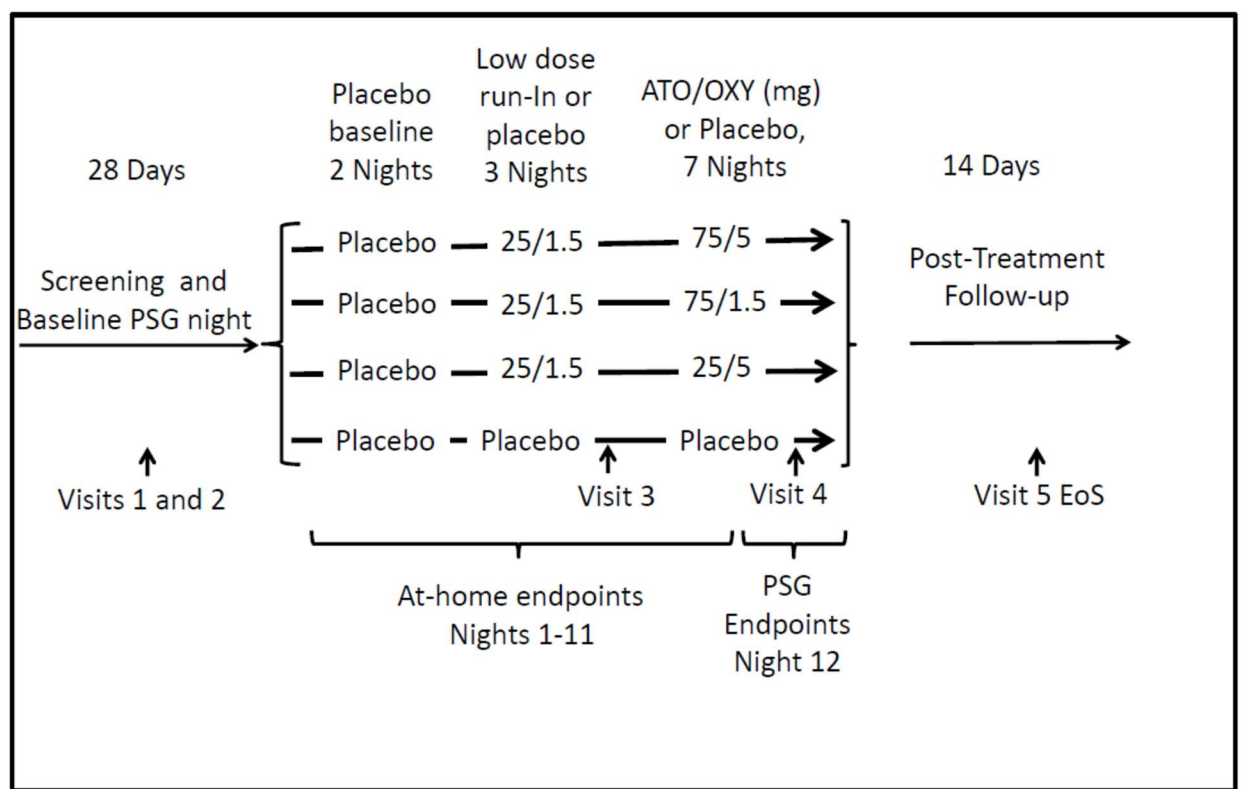 28 Days
Placebo
baseline
2 Nights
Low dose
run-In or
placebo
3 Nights
ATO/OXY (mg)
or Placebo,
7 Nights
14 Days
Screening and
Baseline PSG night
Placebo 25/1.5 75/5
Placebo 25/1.5 75/1.5
Placebo 25/1.5 25/5
Placebo Placebo Placebo
Post-Treatment
Follow-up
Visits 1 and 2
Visit 3
Visit 4
Visit 5 EoS
At-home endpoints
Nights 1-11
PSG
Endpoints
Night 12